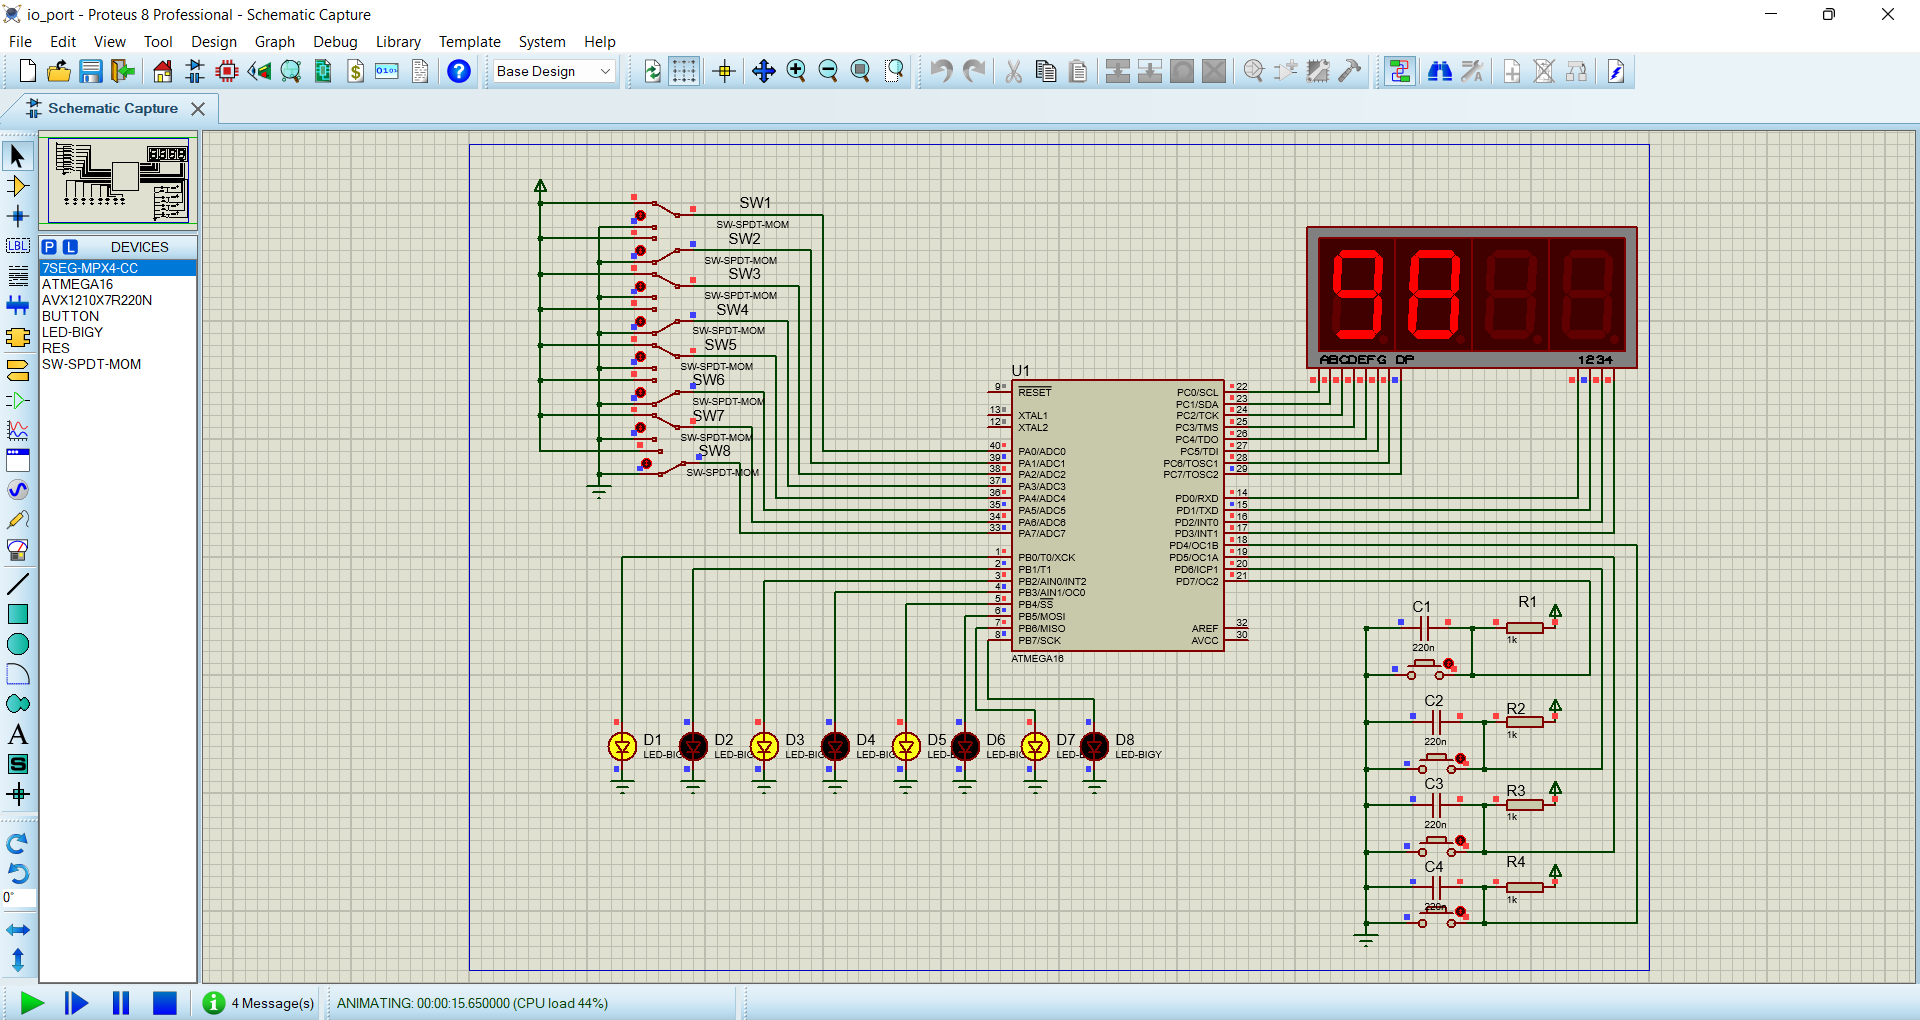 io_port - Proteus 8 Professional - Schematic Capture
File Edit View Tool Design Graph Debug Library Template System Help
Base Design
Schematic Capture
P L DEVICES
7SEG-MPX4-CC
ATMEGA16
AVX1210X7R220N
BUTTON
LED-BIGY
RES
SW-SPDT-MOM
LBL
A
S
0°
SW1
SW-SPDT-MOM
SW2
SW-SPDT-MOM
SW3
SW-SPDT-MOM
SW4
SW-SPDT-MOM
SW5
SW-SPDT-MOM
SW6
SW-SPDT-MOM
SW7
SW-SPDT-MOM
SW8
SW-SPDT-MOM
98
ABCDEFG DP 1234
U1
9 RESET PC0/SCL 22
PC1/SDA 23
13 XTAL1 PC2/TCK 24
12 XTAL2 PC3/TMS 25
PC4/TDO 26
40 PA0/ADC0 PC5/TDI 27
39 PA1/ADC1 PC6/TOSC1 28
38 PA2/ADC2 PC7/TOSC2 29
37 PA3/ADC3
36 PA4/ADC4 PD0/RXD 14
35 PA5/ADC5 PD1/TXD 15
34 PA6/ADC6 PD2/INT0 16
33 PA7/ADC7 PD3/INT1 17
PD4/OC1B 18
1 PB0/T0/XCK PD5/OC1A 19
2 PB1/T1 PD6/ICP1 20
3 PB2/AIN0/INT2 PD7/OC2 21
4 PB3/AIN1/OC0
5 PB4/SS
6 PB5/MOSI
7 PB6/MISO AREF 32
8 PB7/SCK AVCC 30
ATMEGA16
C1 R1
220n 1k
C2 R2
220n 1k
C3 R3
220n 1k
C4 R4
220n 1k
D1 D2 D3 D4 D5 D6 D7 D8
LED-BIG LED-BIG LED-BIG LED-BIG LED-B LED-BIG LED-B LED-BIGY
4 Message(s) ANIMATING: 00:00:15.650000 (CPU load 44%)